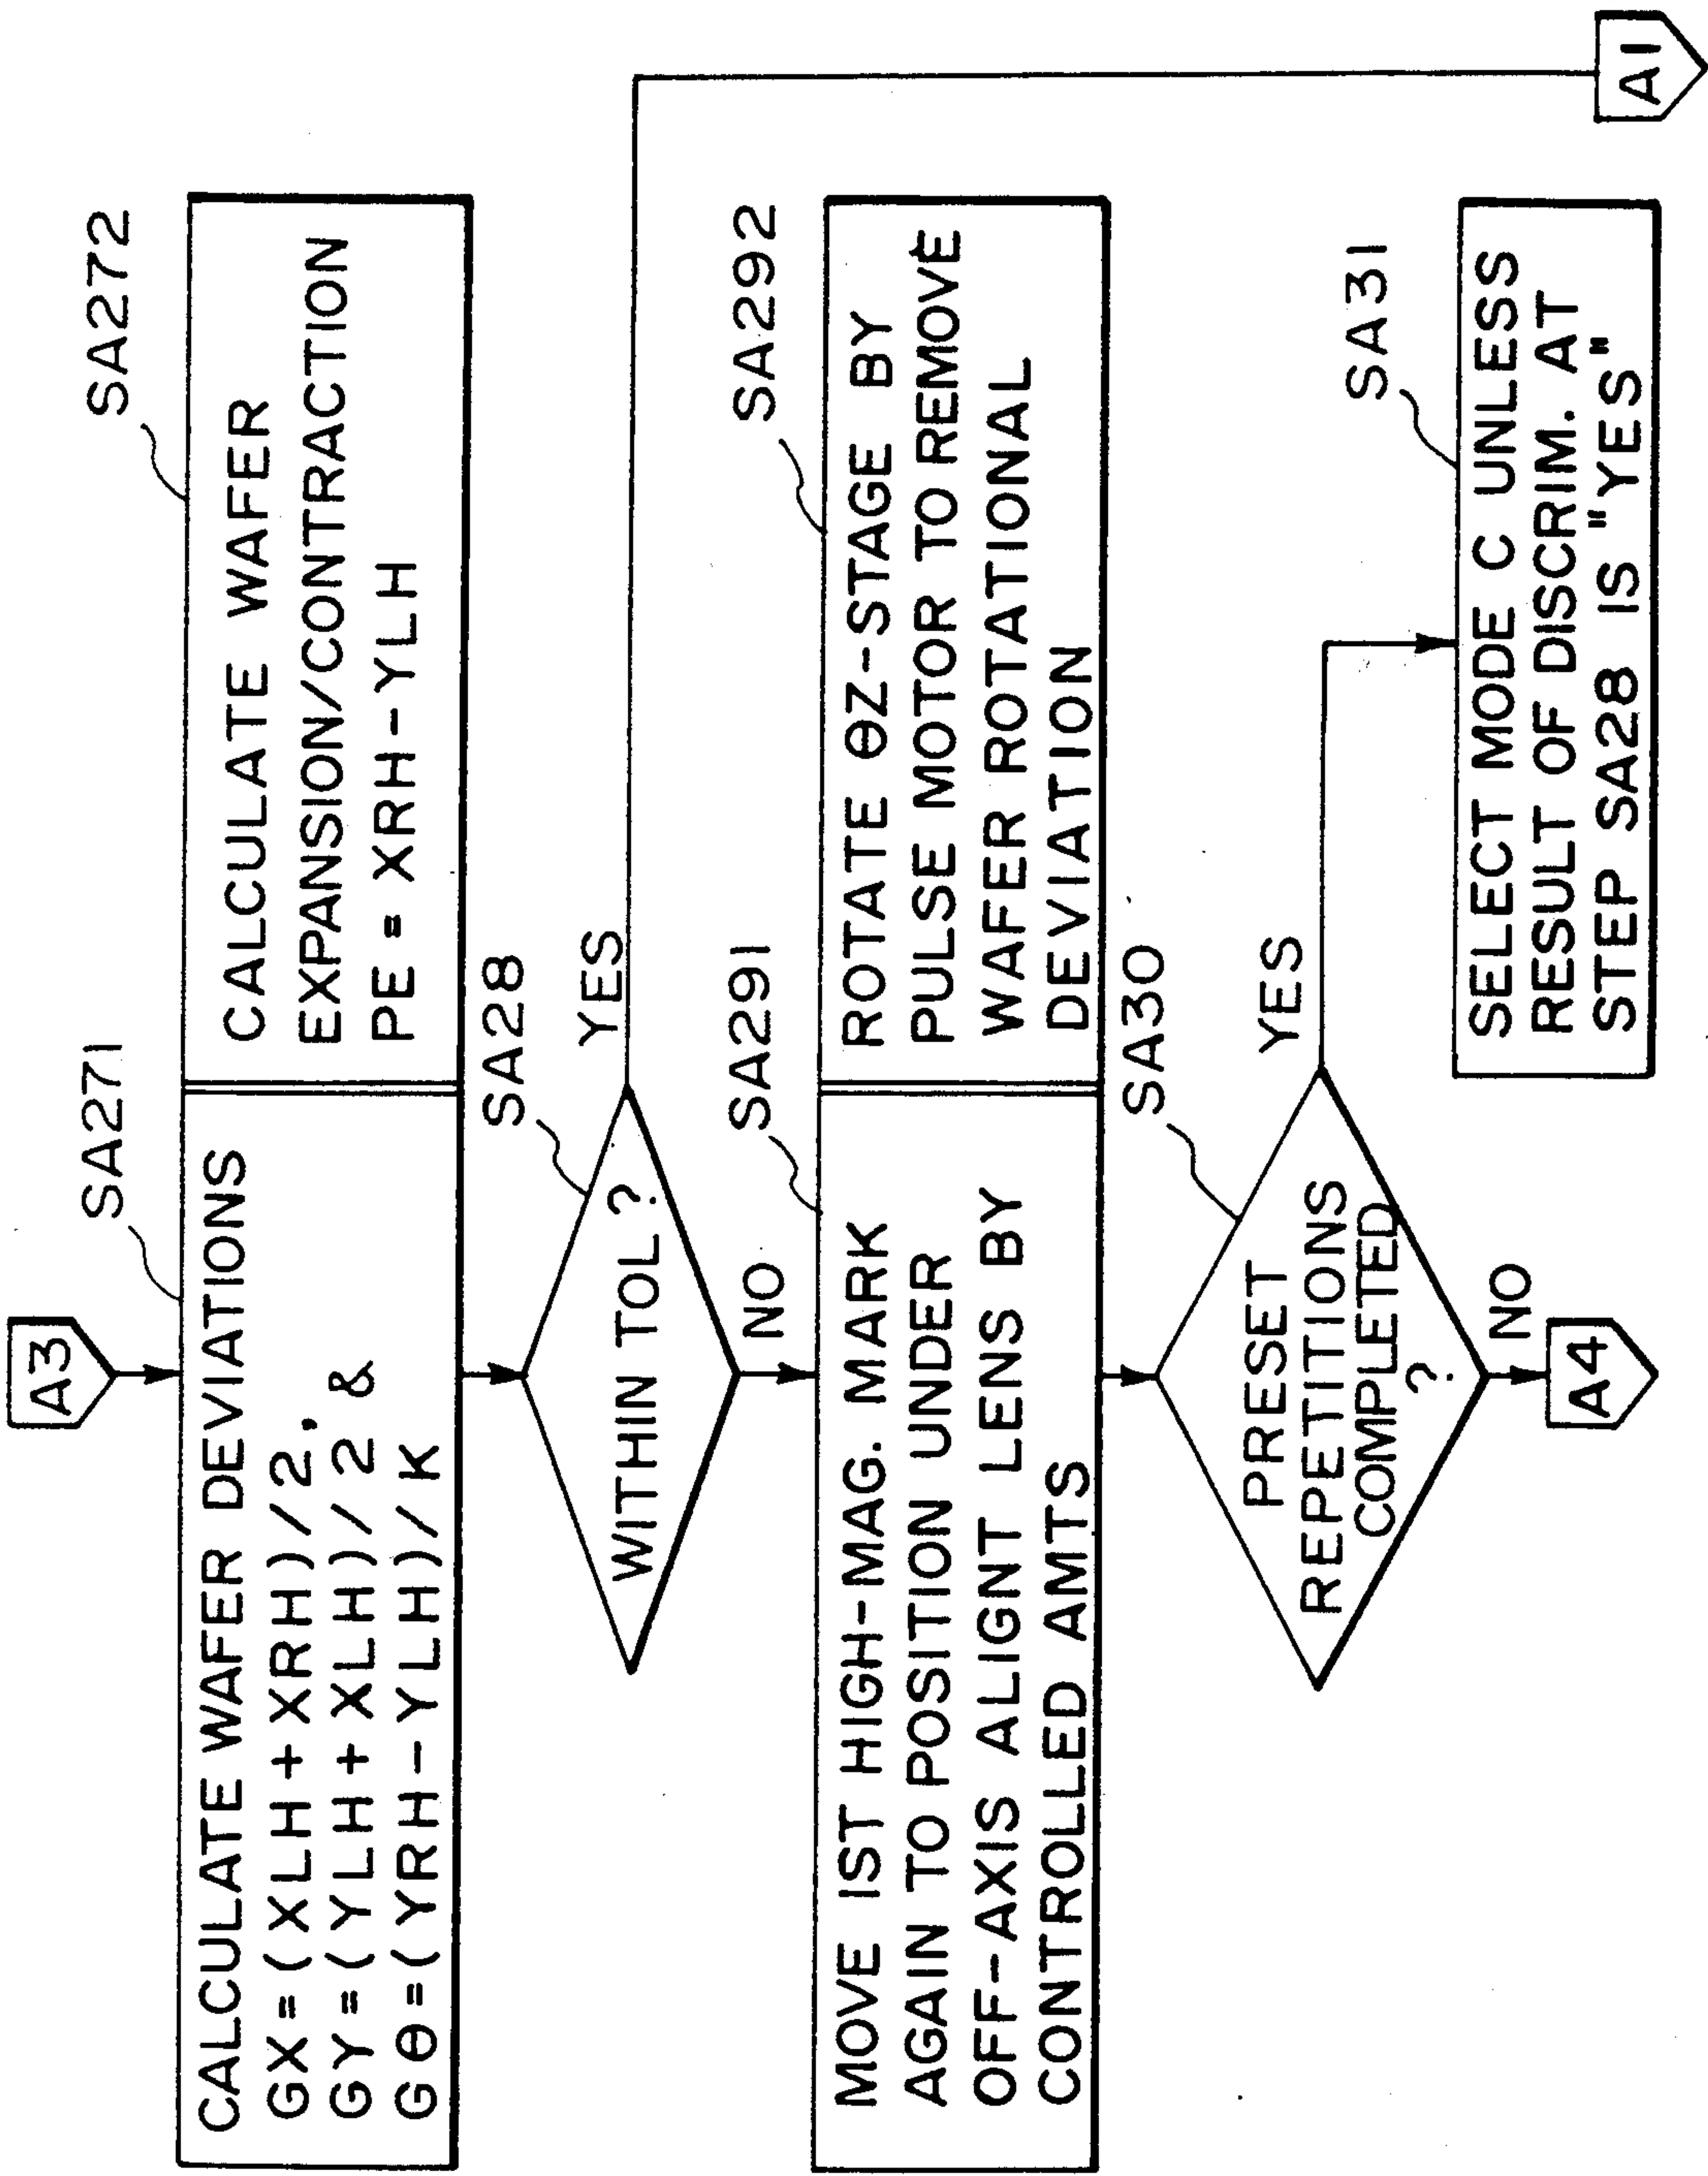 A3
SA271
CALCULATE WAFER DEVIATIONS
GX=(XLH+XRH)/2,
GY=(YLH+XLH)/2 &
Gθ=(YRH-YLH)/K
SA272
CALCULATE WAFER
EXPANSION/CONTRACTION
PE = XRH-YLH
SA28
WITHIN TOL?
YES
NO
SA291
MOVE IST HIGH-MAG. MARK
AGAIN TO POSITION UNDER
OFF-AXIS ALIGNT LENS BY
CONTROLLED AMTS
SA292
ROTATE θZ-STAGE BY
PULSE MOTOR TO REMOVE
WAFER ROTATIONAL
DEVIATION
SA30
PRESET
REPETITIONS
COMPLETED
?
YES
NO
SA31
SELECT MODE C UNLESS
RESULT OF DISCRIM. AT
STEP SA28 IS "YES"
A4
A1